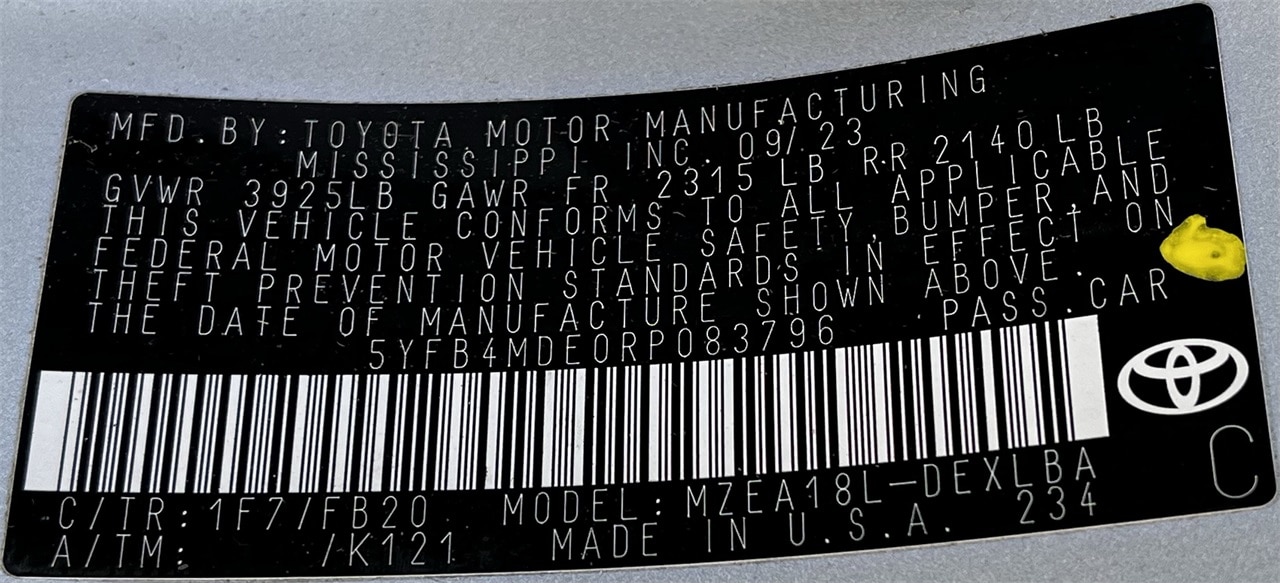 MFD.BY:TOYOTA MOTOR MANUFACTURING
MISSISSIPPI INC. 09/23
GVWR 3925LB GAWR FR 2315 LB RR 2140 LB
THIS VEHICLE CONFORMS TO ALL APPLICABLE
FEDERAL MOTOR VEHICLE SAFETY,BUMPER,AND
THEFT PREVENTION STANDARDS IN EFFECT ON
THE DATE OF MANUFACTURE SHOWN ABOVE.
5YFB4MDE0RP083796 PASS.CAR
C/TR:1F7/FB20 MODEL:MZEA18L-DEXLBA
A/TM: /K121 MADE IN U.S.A. 234
C